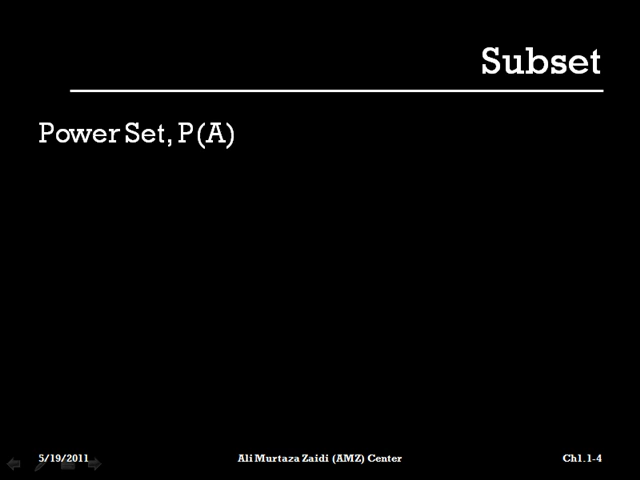 Subset
Power Set, P(A)
5/19/2011 Ali Murtaza Zaidi (AMZ) Center Ch1.1-4